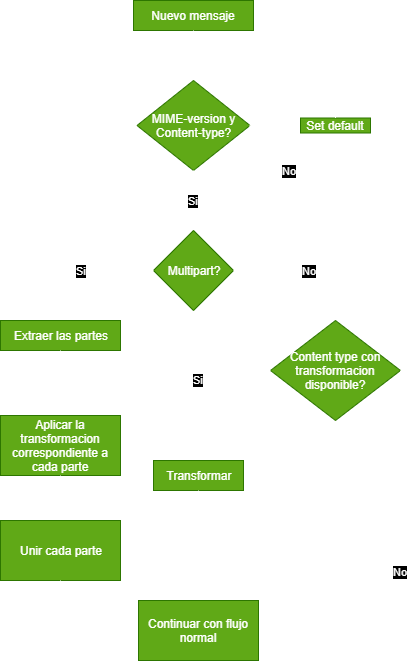 Nuevo mensaje
MIME-version y
Content-type?
Set default
No
Si
Multipart?
Si
No
Extraer las partes
Content type con
transformacion
disponible?
Si
Aplicar la
transformacion
correspondiente a
cada parte
Transformar
Unir cada parte
No
Continuar con flujo
normal